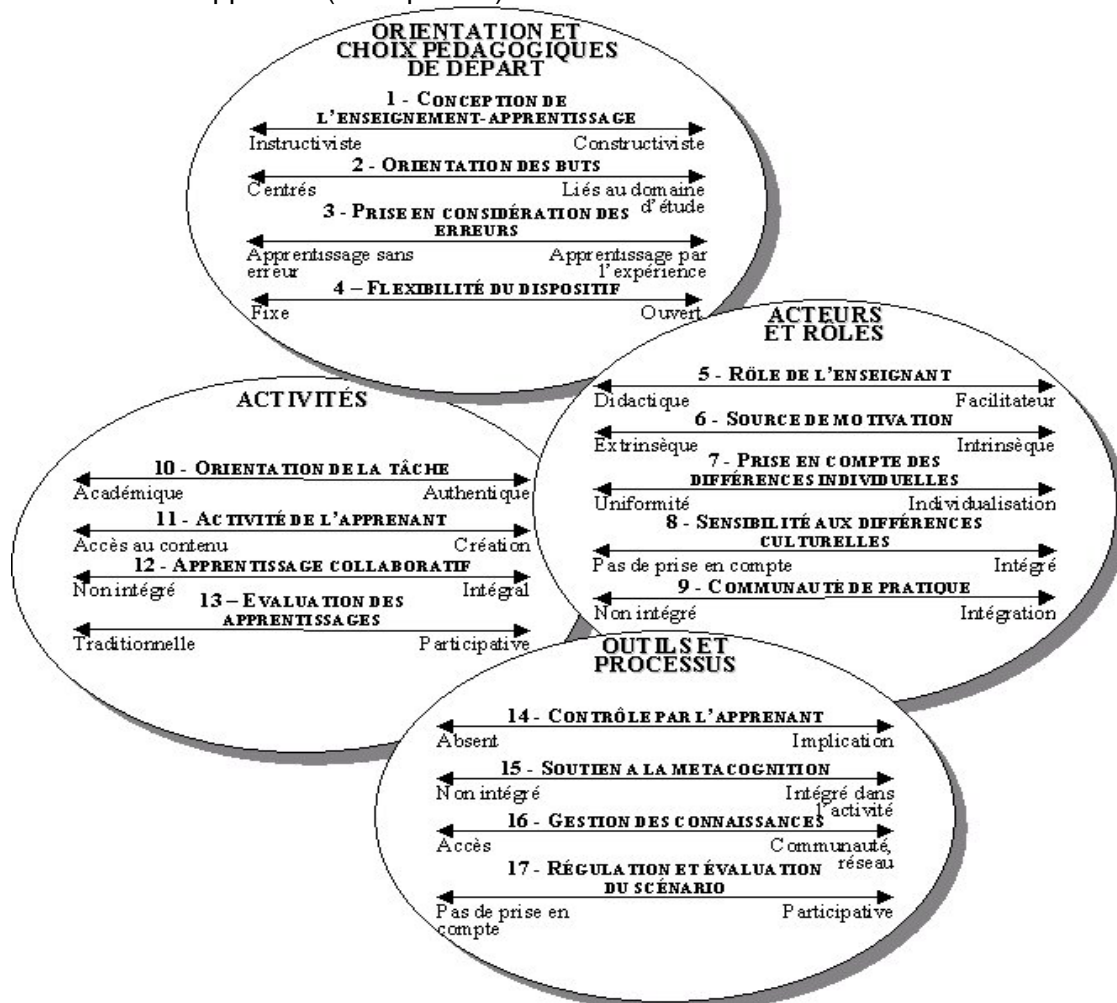 ORIENTATION ET
CHOIX PÉDAGOGIQUES
DE DÉPART
1 - CONCEPTION DE
L'ENSEIGNEMENT-APPRENTISSAGE
Instructiviste Constructiviste
2 - ORIENTATION DES BUTS
Centrés Liés au domaine
d'étude
3 - PRISE EN CONSIDÉRATION DES
ERREURS
Apprentissage sans Apprentissage par
erreur l'expérience
4 – FLEXIBILITÉ DU DISPOSITIF
Fixe Ouvert
ACTEURS
ET RÔLES
5 - RÔLE DE L'ENSEIGNANT
Didactique Facilitateur
6 - SOURCE DE MOTIVATION
Extrinsèque Intrinsèque
7 - PRISE EN COMPTE DES
DIFFÉRENCES INDIVIDUELLES
Uniformité Individualisation
8 - SENSIBILITÉ AUX DIFFÉRENCES
CULTURELLES
Pas de prise en compte Intégré
9 - COMMUNAUTÉ DE PRATIQUE
Non intégré Intégration
ACTIVITÉS
10 - ORIENTATION DE LA TÂCHE
Académique Authentique
11 - ACTIVITÉ DE L'APPRENANT
Accès au contenu Création
12 - APPRENTISSAGE COLLABORATIF
Non intégré Intégral
13 – EVALUATION DES
APPRENTISSAGES
Traditionnelle Participative
OUTILS ET
PROCESSUS
14 - CONTRÔLE PAR L'APPRENANT
Absent Implication
15 - SOUTIEN A LA METACOGNITION
Non intégré Intégré dans
l'activité
16 - GESTION DES CONNAISSANCES
Accès Communauté,
réseau
17 - RÉGULATION ET ÉVALUATION
DU SCÉNARIO
Pas de prise en Participative
compte